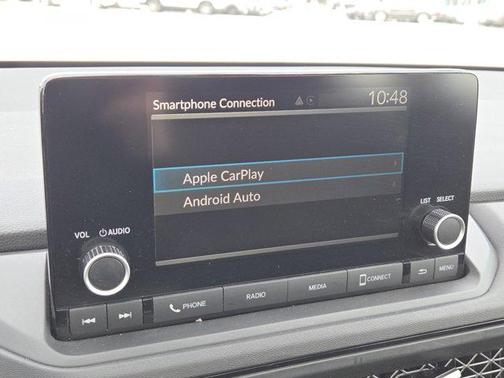 Smartphone Connection
10:48
Apple CarPlay
Android Auto
VOL
AUDIO
LIST
SELECT
PHONE
RADIO
MEDIA
CONNECT
MENU